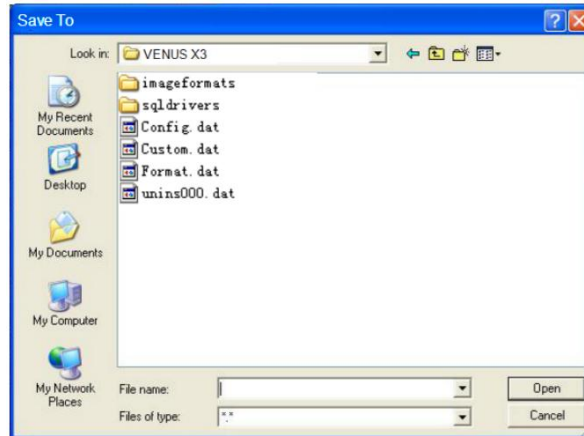 Save To
Look in:
VENUS X3
imageformats
sqldrivers
Config.dat
Custom.dat
Format.dat
unins000.dat
My Recent
Documents
Desktop
My Documents
My Computer
My Network
Places
File name:
Open
Files of type:
*.*
Cancel